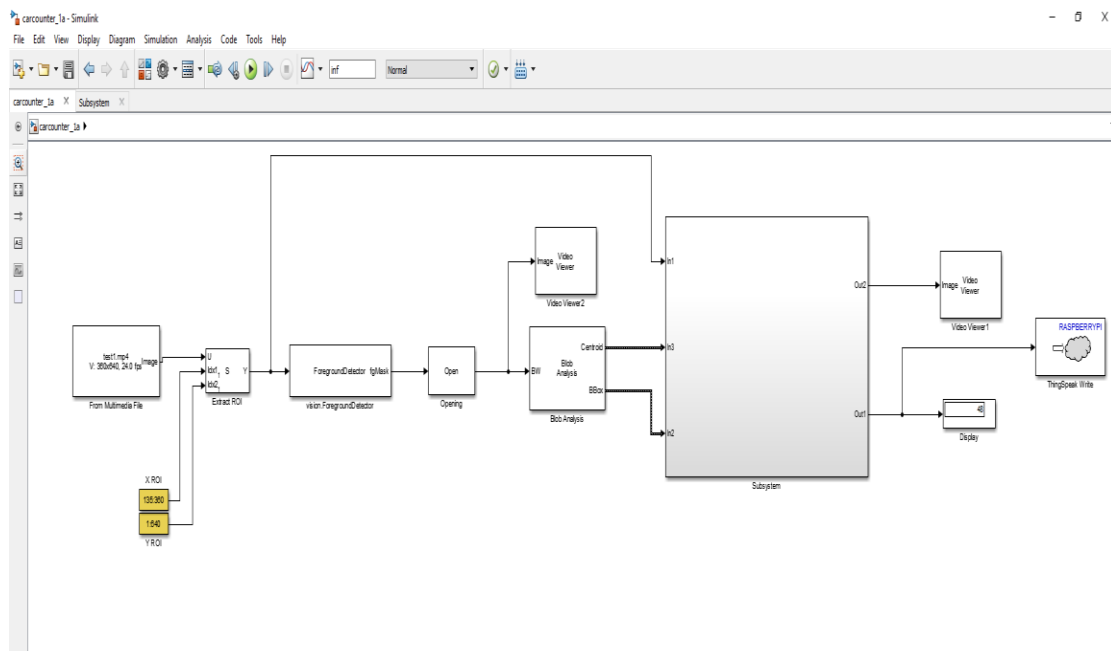 carcounter_1a - Simulink
File Edit View Display Diagram Simulation Analysis Code Tools Help
inf
Normal
carcounter_1a X
Subsystem X
carcounter_1a
Video
Viewer
Image
Video Viewer2
In1
In3
In2
Out2
Out1
Subsystem
Image
Video
Viewer
Video Viewer1
RASPBERRYPI
ThingSpeak Write
48
Display
test1.mp4
V: 360x640, 24.0 fps
Image
From Multimedia File
U
Idx1
S
Y
Idx2
Extract ROI
ForegroundDetector fgMask
vision.ForegroundDetector
Open
Opening
BW
Blob
Analysis
Centroid
BBox
Blob Analysis
X ROI
135:360
1:640
Y ROI